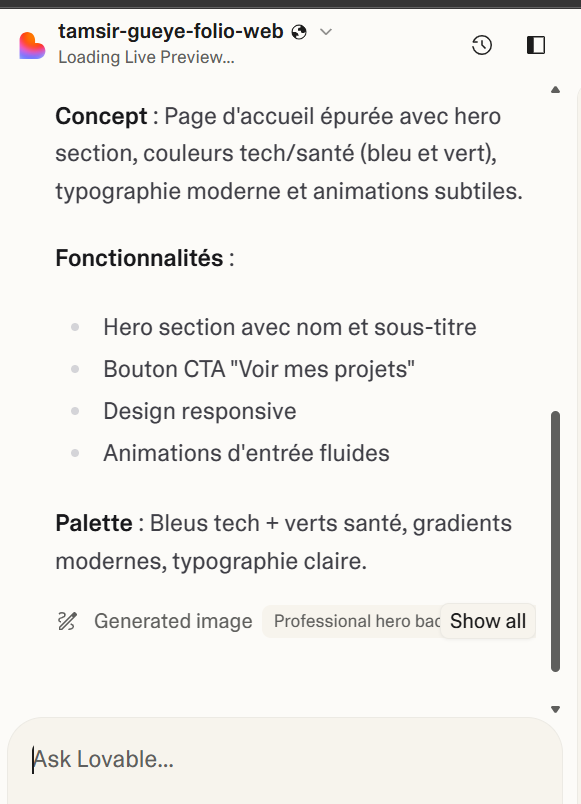 tamsir-gueye-folio-web
Loading Live Preview...
Concept : Page d'accueil épurée avec hero
section, couleurs tech/santé (bleu et vert),
typographie moderne et animations subtiles.
Fonctionnalités :
Hero section avec nom et sous-titre
Bouton CTA "Voir mes projets"
Design responsive
Animations d'entrée fluides
Palette : Bleus tech + verts santé, gradients
modernes, typographie claire.
Generated image Professional hero Show all
Ask Lovable...